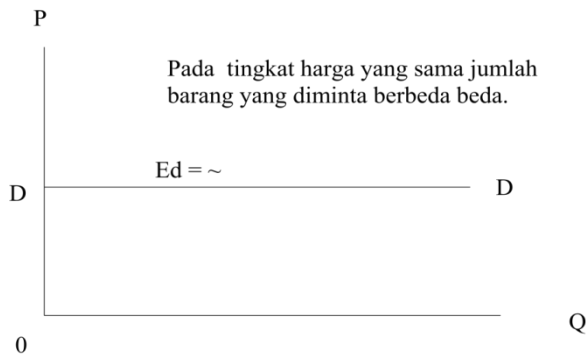 P
Pada tingkat harga yang sama jumlah
barang yang diminta berbeda beda.
Ed = ~
D
D
Q
0